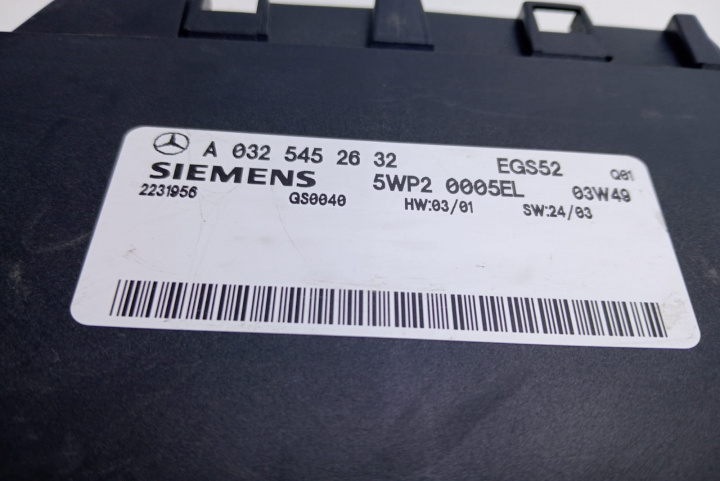 A 032 545 26 32 EGS52 Q01
SIEMENS 5WP2 0005EL 03W49
2231956 GS0040 HW:03/01 SW:24/03